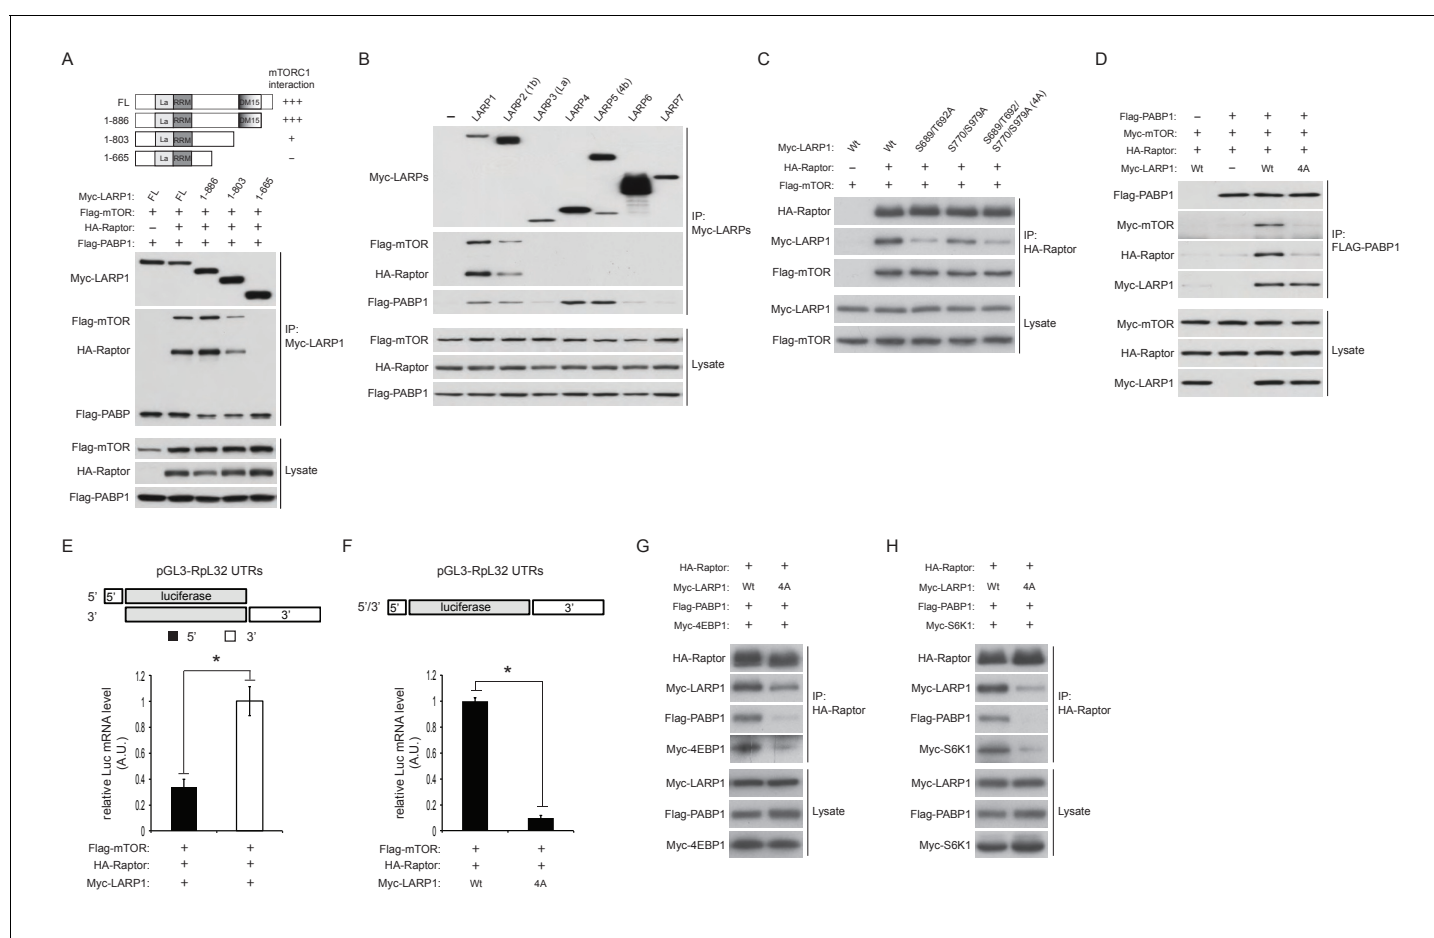 A
mTORC1
interaction
FL La RRM DM15 +++
1-886 La RRM DM15 +++
1-803 La RRM +
1-665 La RRM –
Myc-LARP1: FL FL 1-886 1-803 1-665
Flag-mTOR: + + + + +
HA-Raptor: – + + + +
Flag-PABP1: + + + + +
Myc-LARP1
Flag-mTOR
HA-Raptor
Flag-PABP
IP:
Myc-LARP1
Flag-mTOR
HA-Raptor
Flag-PABP1
Lysate
B
– LARP1 LARP2 (1b) LARP3 (La) LARP4 LARP5 (4b) LARP6 LARP7
Myc-LARPs
Flag-mTOR
HA-Raptor
Flag-PABP1
IP:
Myc-LARPs
Flag-mTOR
HA-Raptor
Flag-PABP1
Lysate
C
Myc-LARP1: Wt Wt S689/T692A S770/S979A S689/T692/
S770/S979A (4A)
HA-Raptor: – + + + +
Flag-mTOR: + + + + +
HA-Raptor
Myc-LARP1
Flag-mTOR
IP:
HA-Raptor
Myc-LARP1
Flag-mTOR
Lysate
D
Flag-PABP1: – + + +
Myc-mTOR: + + + +
HA-Raptor: + + + +
Myc-LARP1: Wt – Wt 4A
Flag-PABP1
Myc-mTOR
HA-Raptor
Myc-LARP1
IP:
FLAG-PABP1
Myc-mTOR
HA-Raptor
Myc-LARP1
Lysate
E
pGL3-RpL32 UTRs
5' 5' luciferase
3' 3'
5' 3'
*
relative Luc mRNA level
(A.U.)
1.2
1
0.8
0.6
0.4
0.2
0
Flag-mTOR: + +
HA-Raptor: + +
Myc-LARP1: + +
F
pGL3-RpL32 UTRs
5'/3' 5' luciferase 3'
*
relative Luc mRNA level
(A.U.)
1.2
1
0.8
0.6
0.4
0.2
0
Flag-mTOR: + +
HA-Raptor: + +
Myc-LARP1: Wt 4A
G
HA-Raptor: + +
Myc-LARP1: Wt 4A
Flag-PABP1: + +
Myc-4EBP1: + +
HA-Raptor
Myc-LARP1
Flag-PABP1
Myc-4EBP1
IP:
HA-Raptor
Myc-LARP1
Flag-PABP1
Myc-4EBP1
Lysate
H
HA-Raptor: + +
Myc-LARP1: Wt 4A
Flag-PABP1: + +
Myc-S6K1: + +
HA-Raptor
Myc-LARP1
Flag-PABP1
Myc-S6K1
IP:
HA-Raptor
Myc-LARP1
Flag-PABP1
Myc-S6K1
Lysate